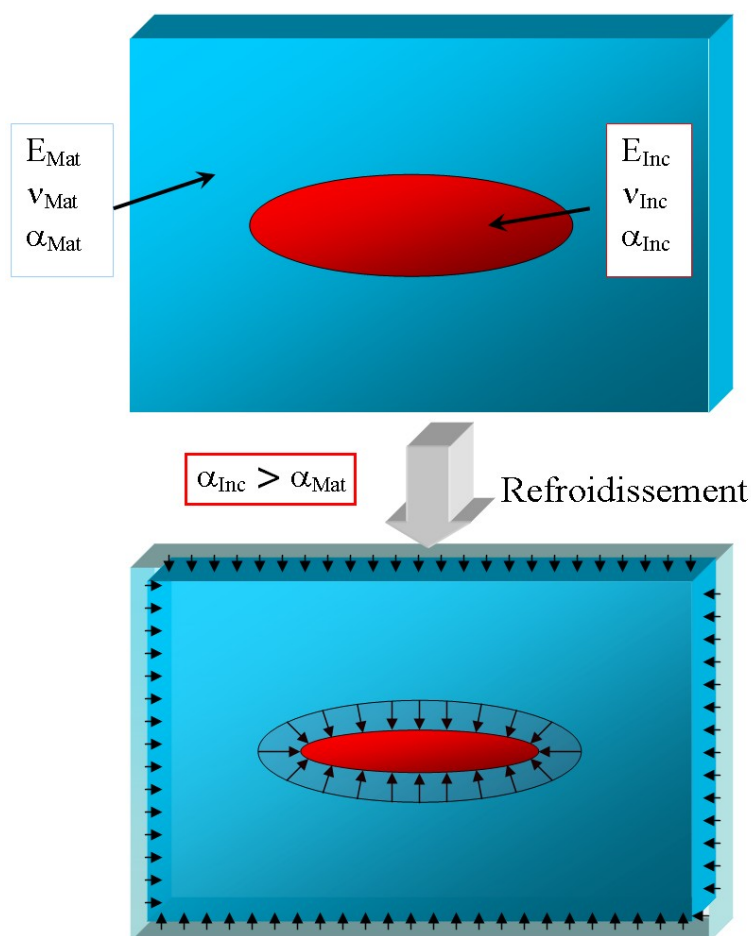 E_Mat
ν_Mat
α_Mat
E_Inc
ν_Inc
α_Inc
α_Inc > α_Mat
Refroidissement